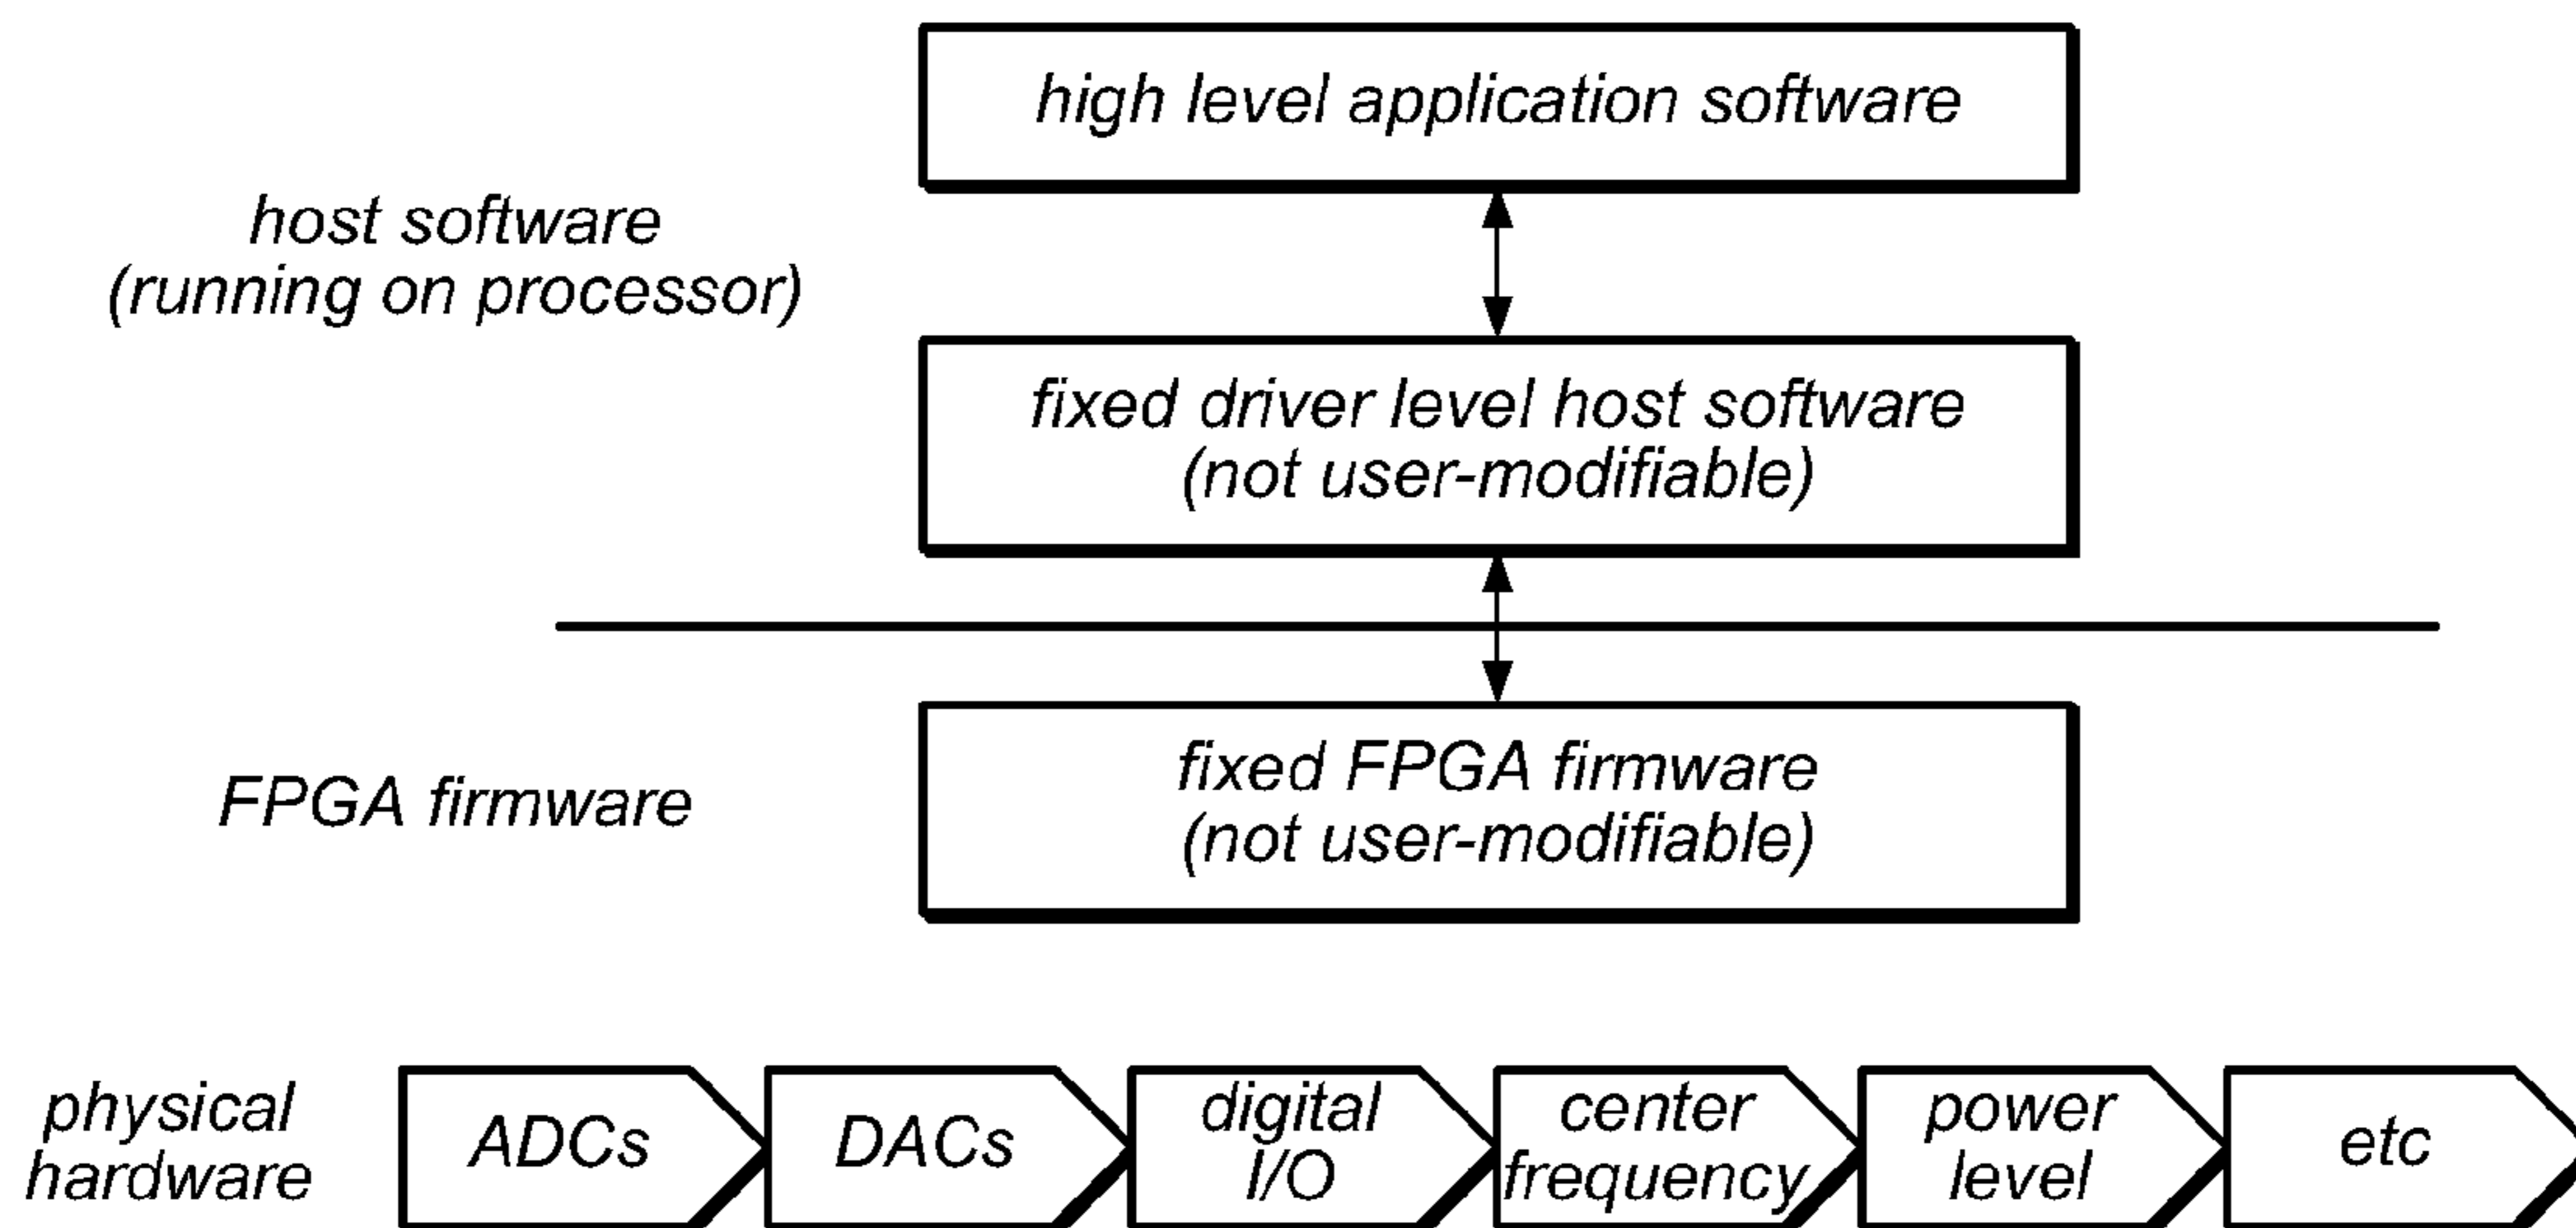 high level application software
host software
(running on processor)
fixed driver level host software
(not user-modifiable)
fixed FPGA firmware
(not user-modifiable)
FPGA firmware
physical
hardware
ADCs
DACs
digital
I/O
center
frequency
power
level
etc